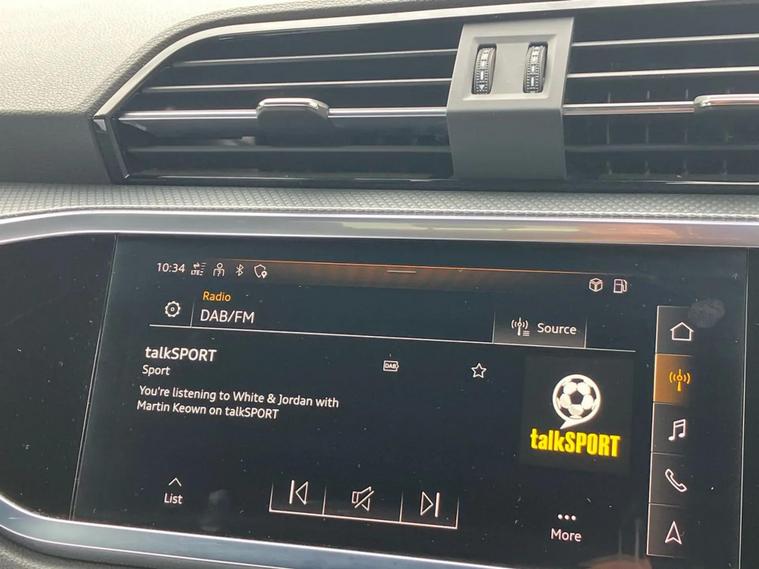 10:34 LTE
Radio
DAB/FM
Source
talkSPORT
Sport
DAB
You're listening to White & Jordan with
Martin Keown on talkSPORT
talkSPORT
List
More